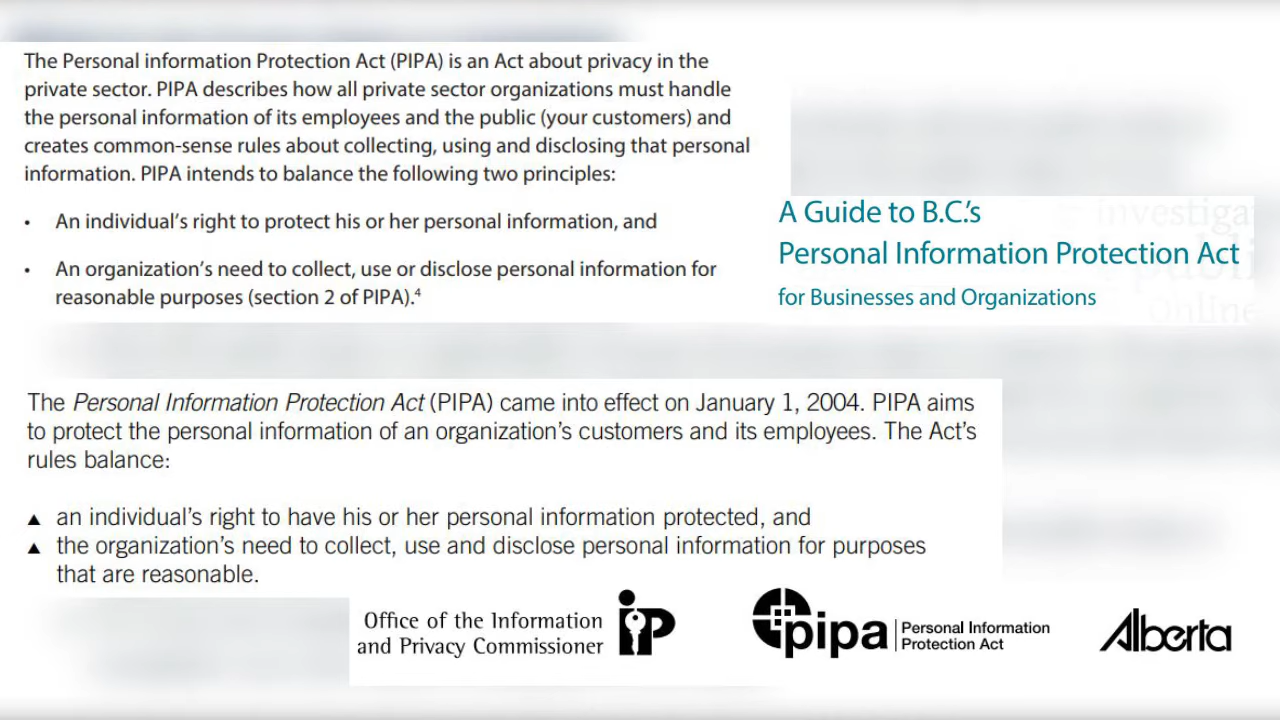 The Personal information Protection Act (PIPA) is an Act about privacy in the
private sector. PIPA describes how all private sector organizations must handle
the personal information of its employees and the public (your customers) and
creates common-sense rules about collecting, using and disclosing that personal
information. PIPA intends to balance the following two principles:
• An individual's right to protect his or her personal information, and
• An organization's need to collect, use or disclose personal information for
reasonable purposes (section 2 of PIPA).⁴
A Guide to B.C.'s
Personal Information Protection Act
for Businesses and Organizations
The Personal Information Protection Act (PIPA) came into effect on January 1, 2004. PIPA aims
to protect the personal information of an organization's customers and its employees. The Act's
rules balance:
▲ an individual's right to have his or her personal information protected, and
▲ the organization's need to collect, use and disclose personal information for purposes
that are reasonable.
Office of the Information
and Privacy Commissioner
iP
pipa
Personal Information
Protection Act
Alberta